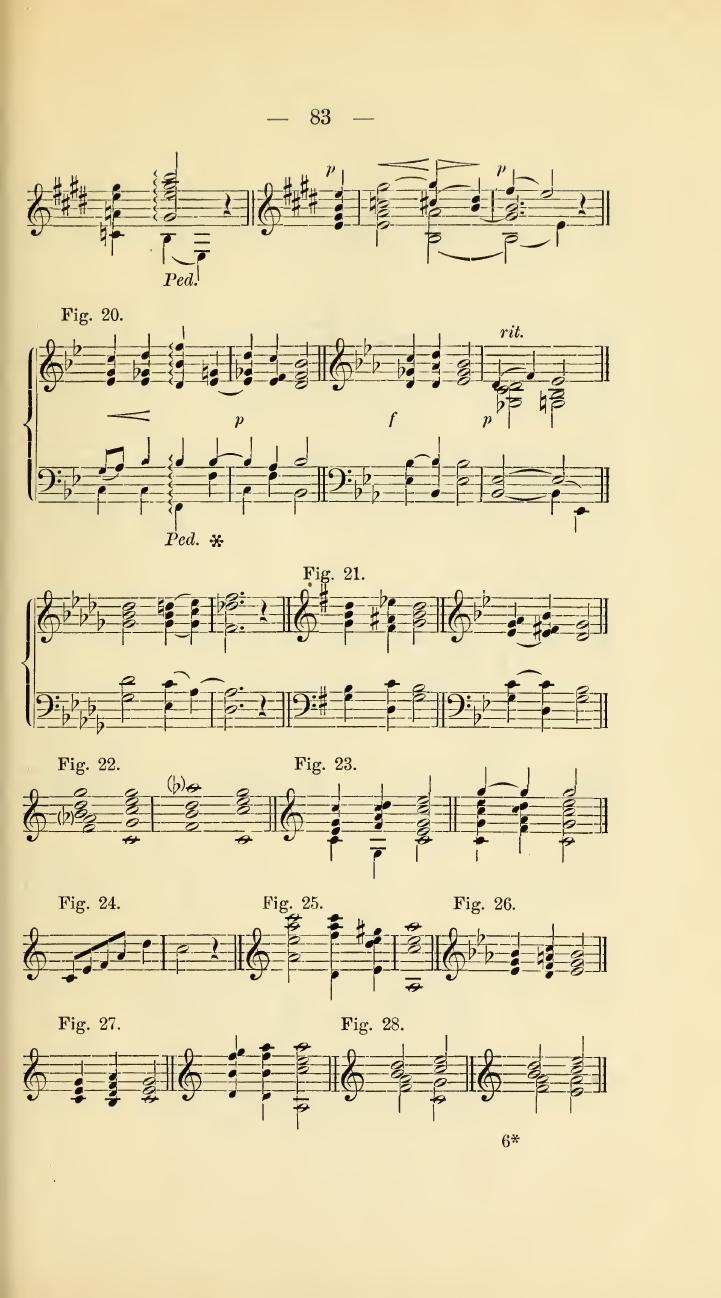 — 83 —
p p
Ped.
Fig. 20.
rit.
p f p
Ped. *
Fig. 21.
Fig. 22. Fig. 23.
(b)
(b)
Fig. 24. Fig. 25. Fig. 26.
Fig. 27. Fig. 28.
6*